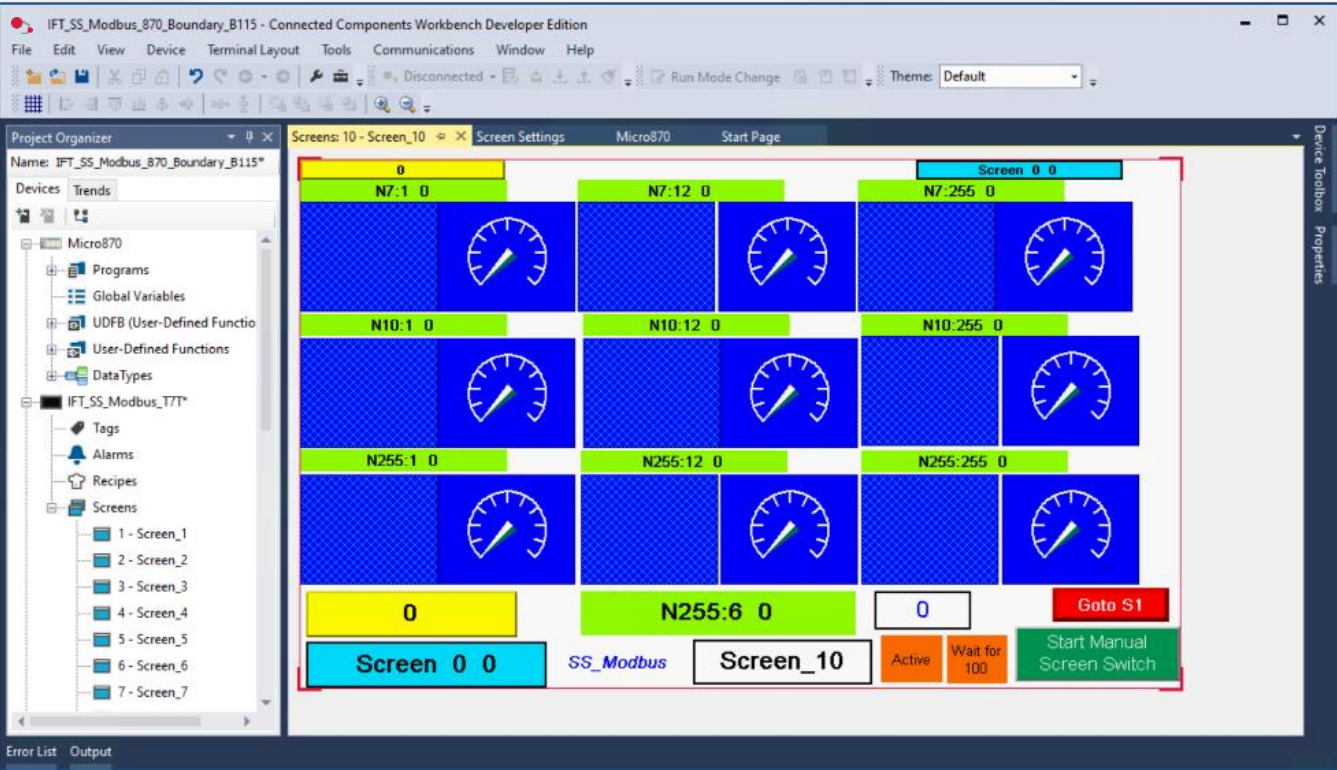 IFT_SS_Modbus_870_Boundary_B115 - Connected Components Workbench Developer Edition
File Edit View Device Terminal Layout Tools Communications Window Help
Disconnected Run Mode Change Theme: Default
Project Organizer
Name: IFT_SS_Modbus_870_Boundary_B115*
Devices Trends
Micro870
Programs
Global Variables
UDFB (User-Defined Functio
User-Defined Functions
DataTypes
IFT_SS_Modbus_T7T*
Tags
Alarms
Recipes
Screens
1 - Screen_1
2 - Screen_2
3 - Screen_3
4 - Screen_4
5 - Screen_5
6 - Screen_6
7 - Screen_7
Screens: 10 - Screen_10 Screen Settings Micro870 Start Page
0 Screen 0 0
N7:1 0 N7:12 0 N7:255 0
N10:1 0 N10:12 0 N10:255 0
N255:1 0 N255:12 0 N255:255 0
0 N255:6 0 0 Goto S1
Screen 0 0 SS_Modbus Screen_10 Active
Wait for
100
Start Manual
Screen Switch
Device Toolbox
Properties
Error List Output